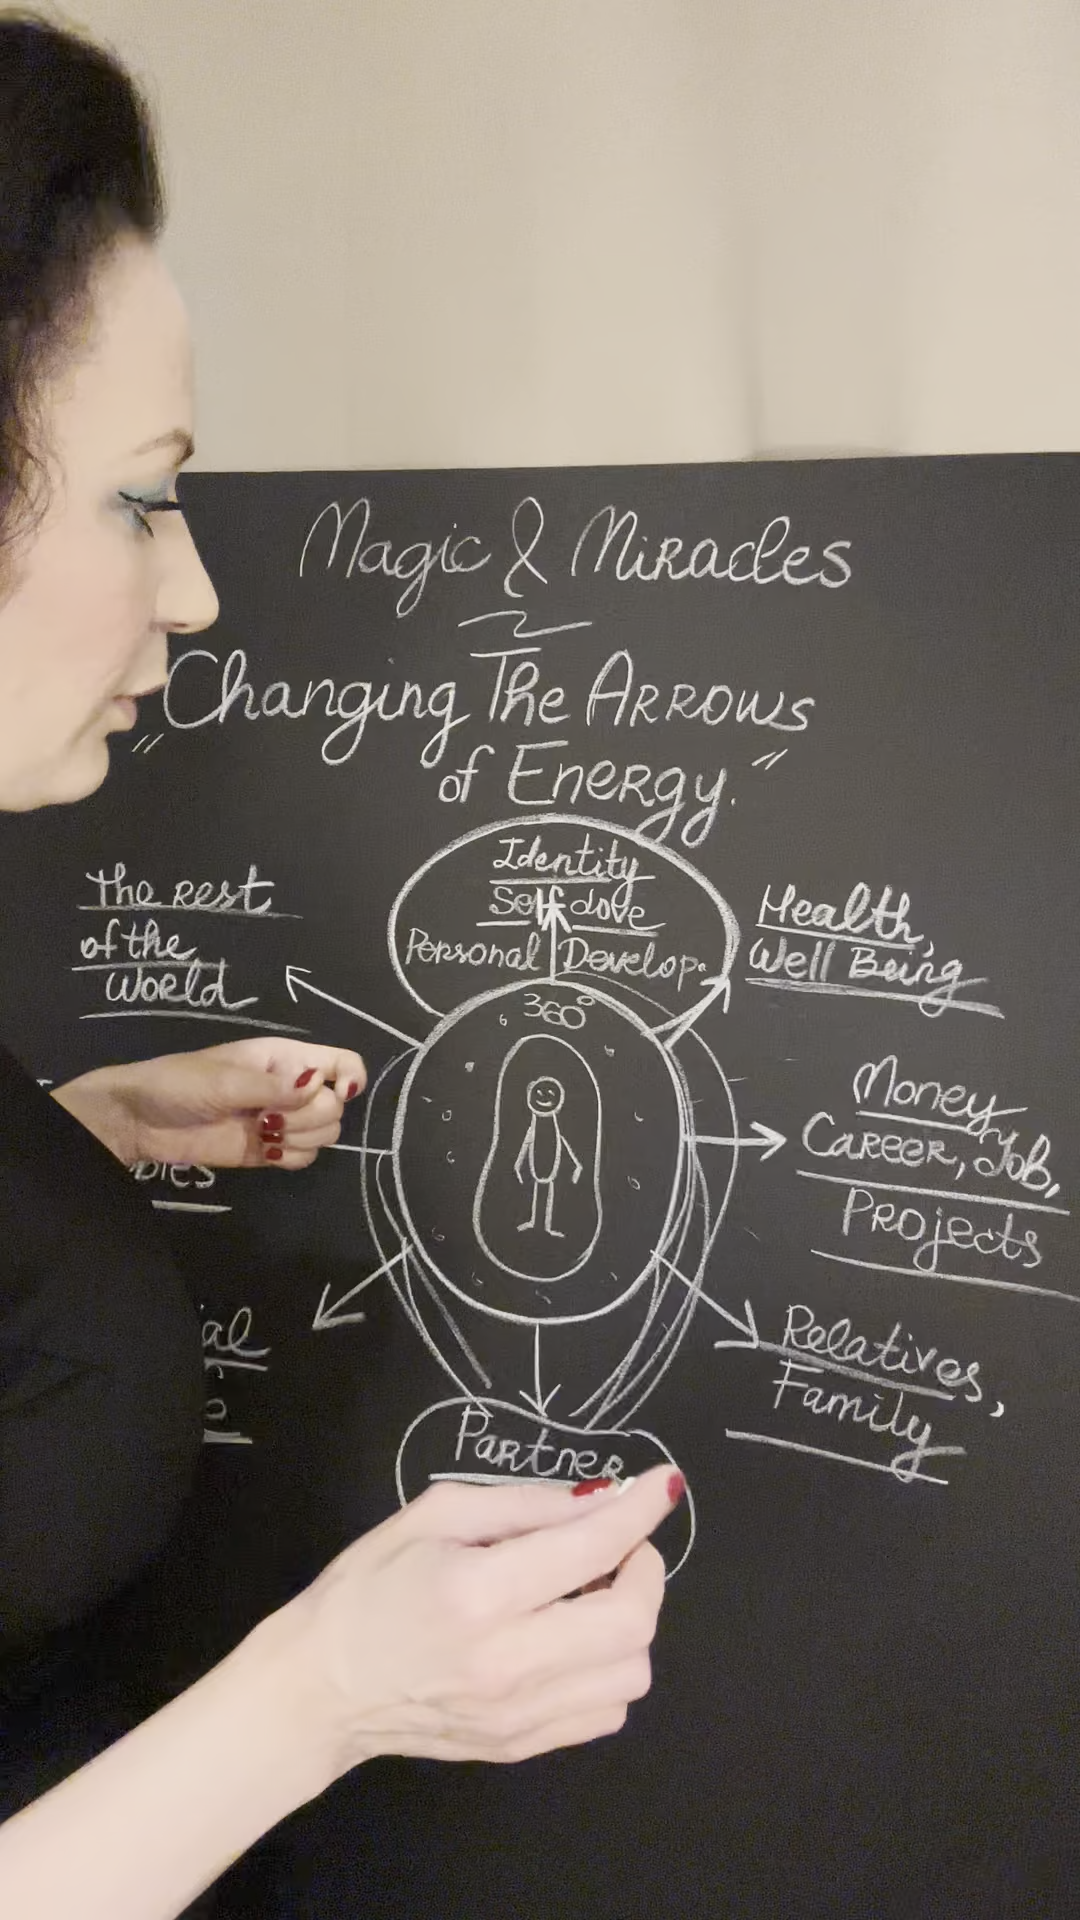 Magic & Miracles
"Changing The Arrows
of Energy."
Identity
Self Love
Personal Develop.
The rest
of the
World
Health,
Well Being
360°
Money,
Career, Job,
Projects
Relatives,
Family
Partner